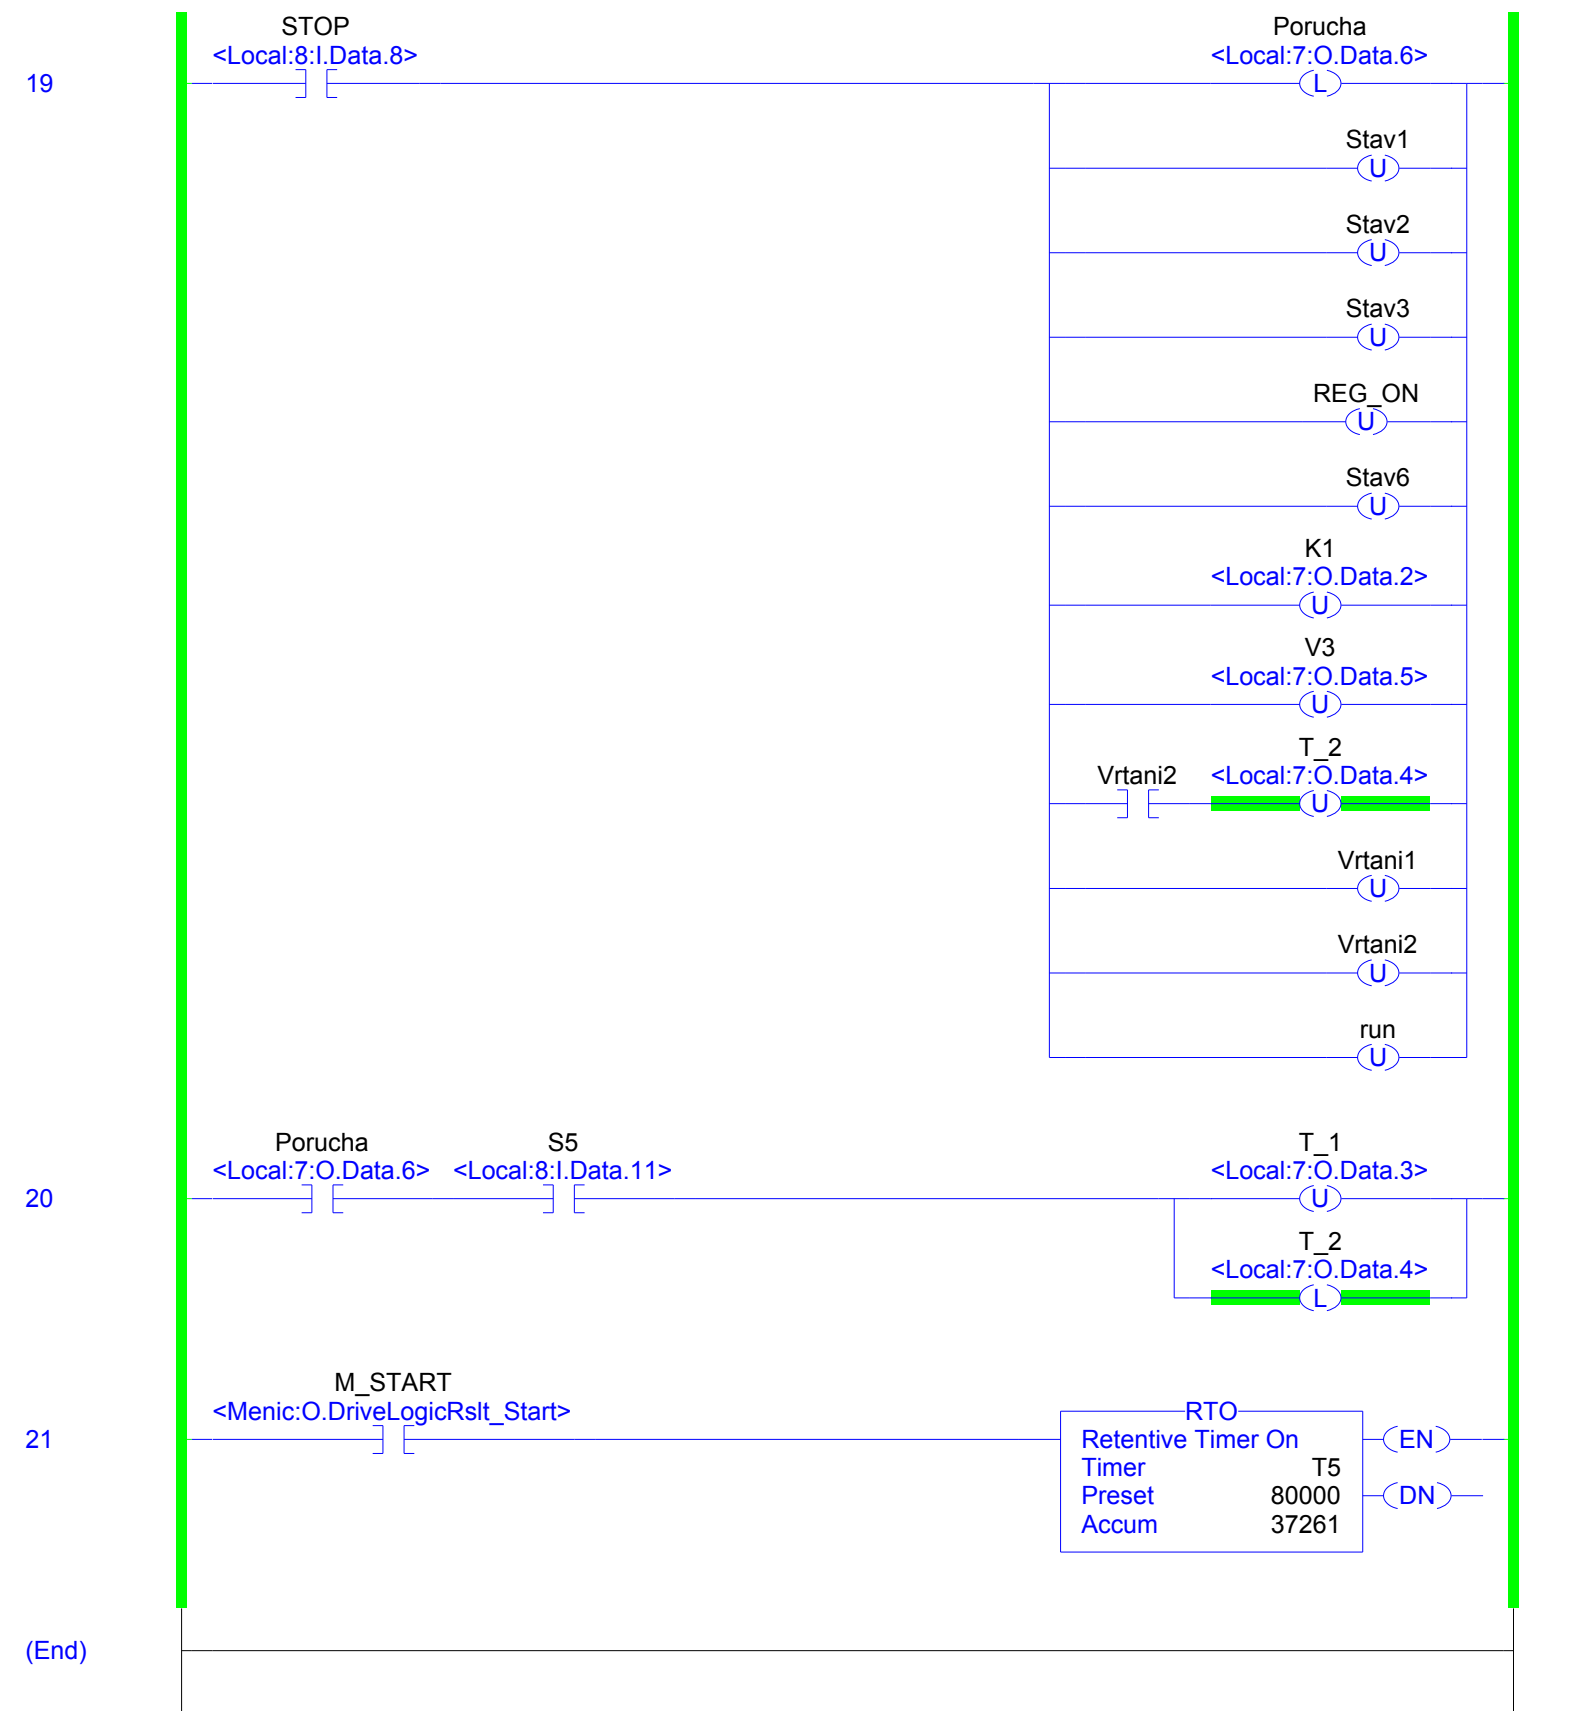 STOP
<Local:8:I.Data.8>
19
Porucha
<Local:7:O.Data.6>
L
Stav1
U
Stav2
U
Stav3
U
REG_ON
U
Stav6
U
K1
<Local:7:O.Data.2>
U
V3
<Local:7:O.Data.5>
U
Vrtani2
T_2
<Local:7:O.Data.4>
U
Vrtani1
U
Vrtani2
U
run
U
20
Porucha
<Local:7:O.Data.6>
S5
<Local:8:I.Data.11>
T_1
<Local:7:O.Data.3>
U
T_2
<Local:7:O.Data.4>
L
21
M_START
<Menic:O.DriveLogicRslt_Start>
RTO
Retentive Timer On
Timer T5
Preset 80000
Accum 37261
EN
DN
(End)